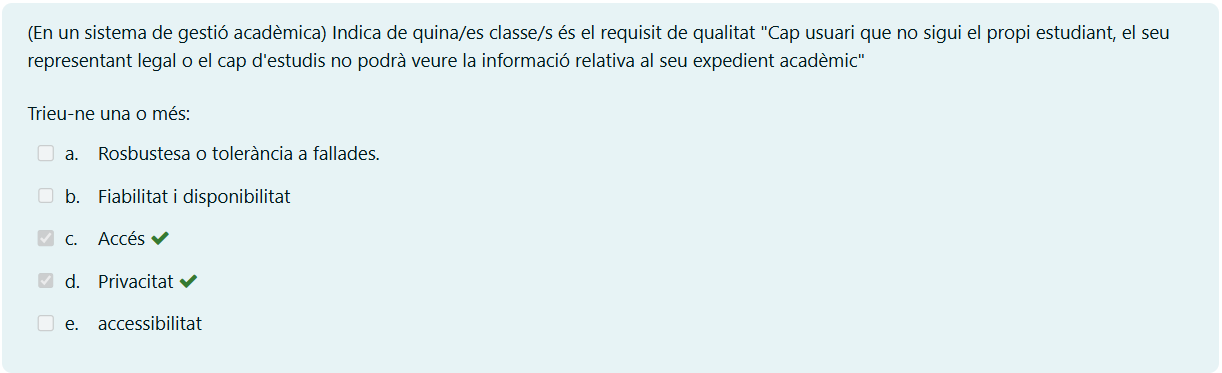 (En un sistema de gestió acadèmica) Indica de quina/es classe/s és el requisit de qualitat "Cap usuari que no sigui el propi estudiant, el seu
representant legal o el cap d'estudis no podrà veure la informació relativa al seu expedient acadèmic"
Trieu-ne una o més:
a. Rosbustesa o tolerància a fallades.
b. Fiabilitat i disponibilitat
c. Accés
d. Privacitat
e. accessibilitat